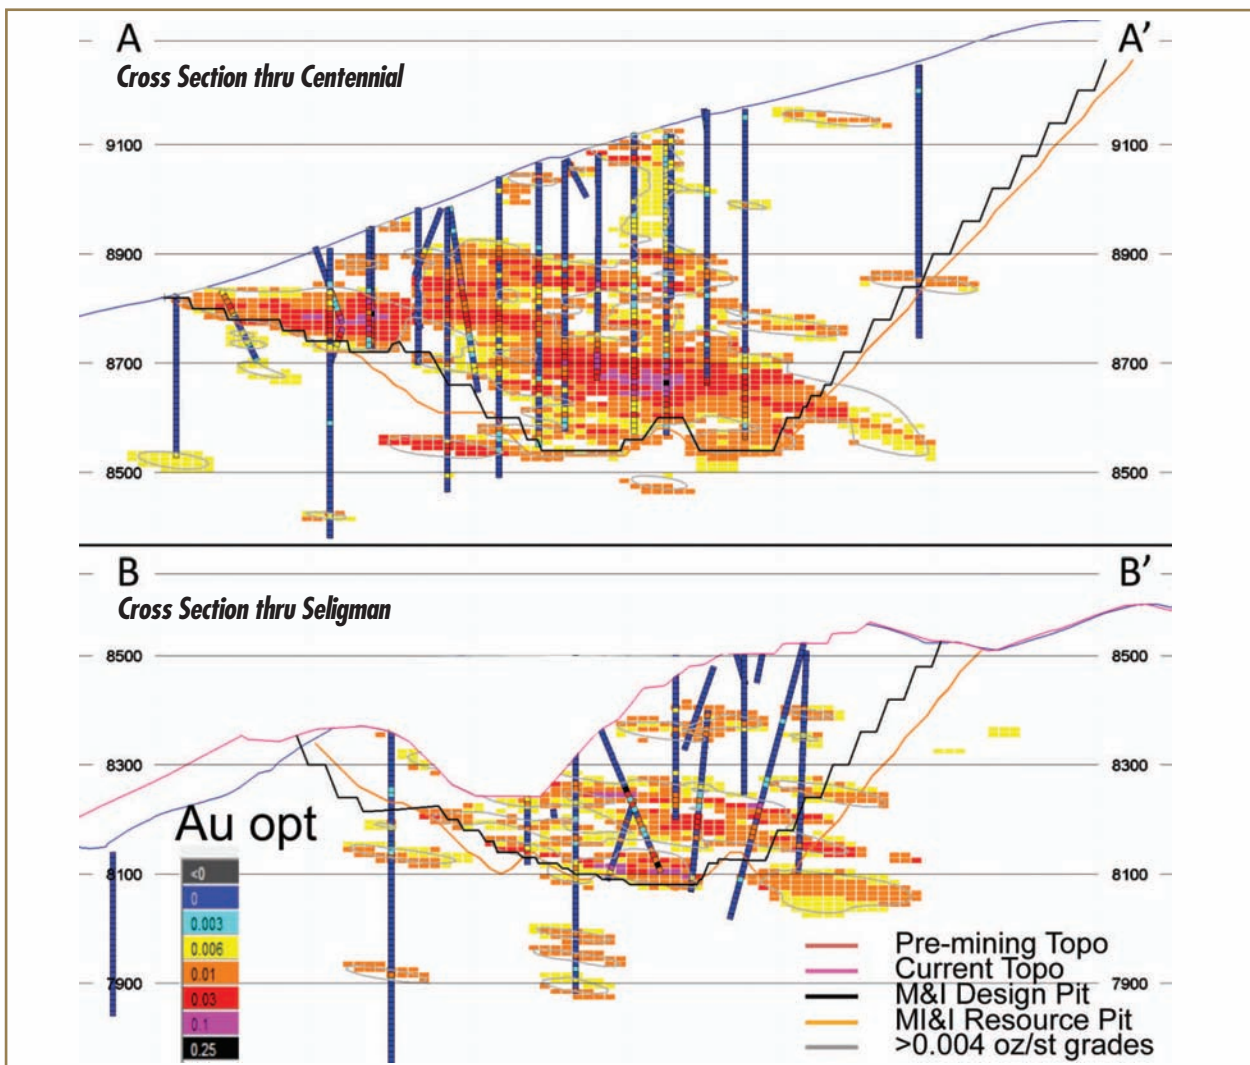 A A'
Cross Section thru Centennial
9100 9100
8900 8900
8700 8700
8500 8500
B B'
Cross Section thru Seligman
8500 8500
8300 8300
Au opt
8100 8100
<0
0
0.003
0.006
0.01
0.03
0.1
0.25
7900 7900
Pre-mining Topo
Current Topo
M&I Design Pit
MI&I Resource Pit
>0.004 oz/st grades